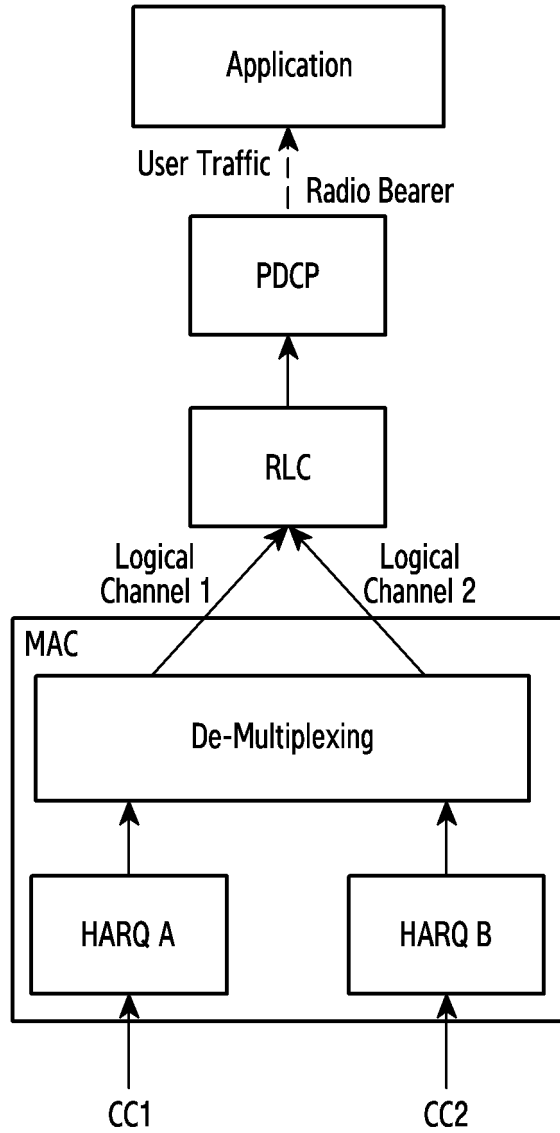 Application
User Traffic
Radio Bearer
PDCP
RLC
Logical
Channel 1
Logical
Channel 2
MAC
De-Multiplexing
HARQ A
HARQ B
CC1
CC2